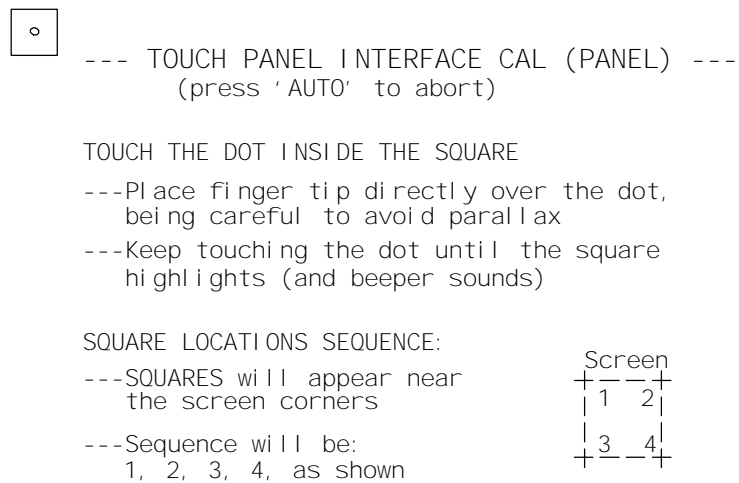 --- TOUCH PANEL INTERFACE CAL (PANEL) ---
(press 'AUTO' to abort)
TOUCH THE DOT INSIDE THE SQUARE
---Place finger tip directly over the dot,
being careful to avoid parallax
---Keep touching the dot until the square
highlights (and beeper sounds)
SQUARE LOCATIONS SEQUENCE:
---SQUARES will appear near
the screen corners
---Sequence will be:
1, 2, 3, 4, as shown
Screen
1 2
3 4